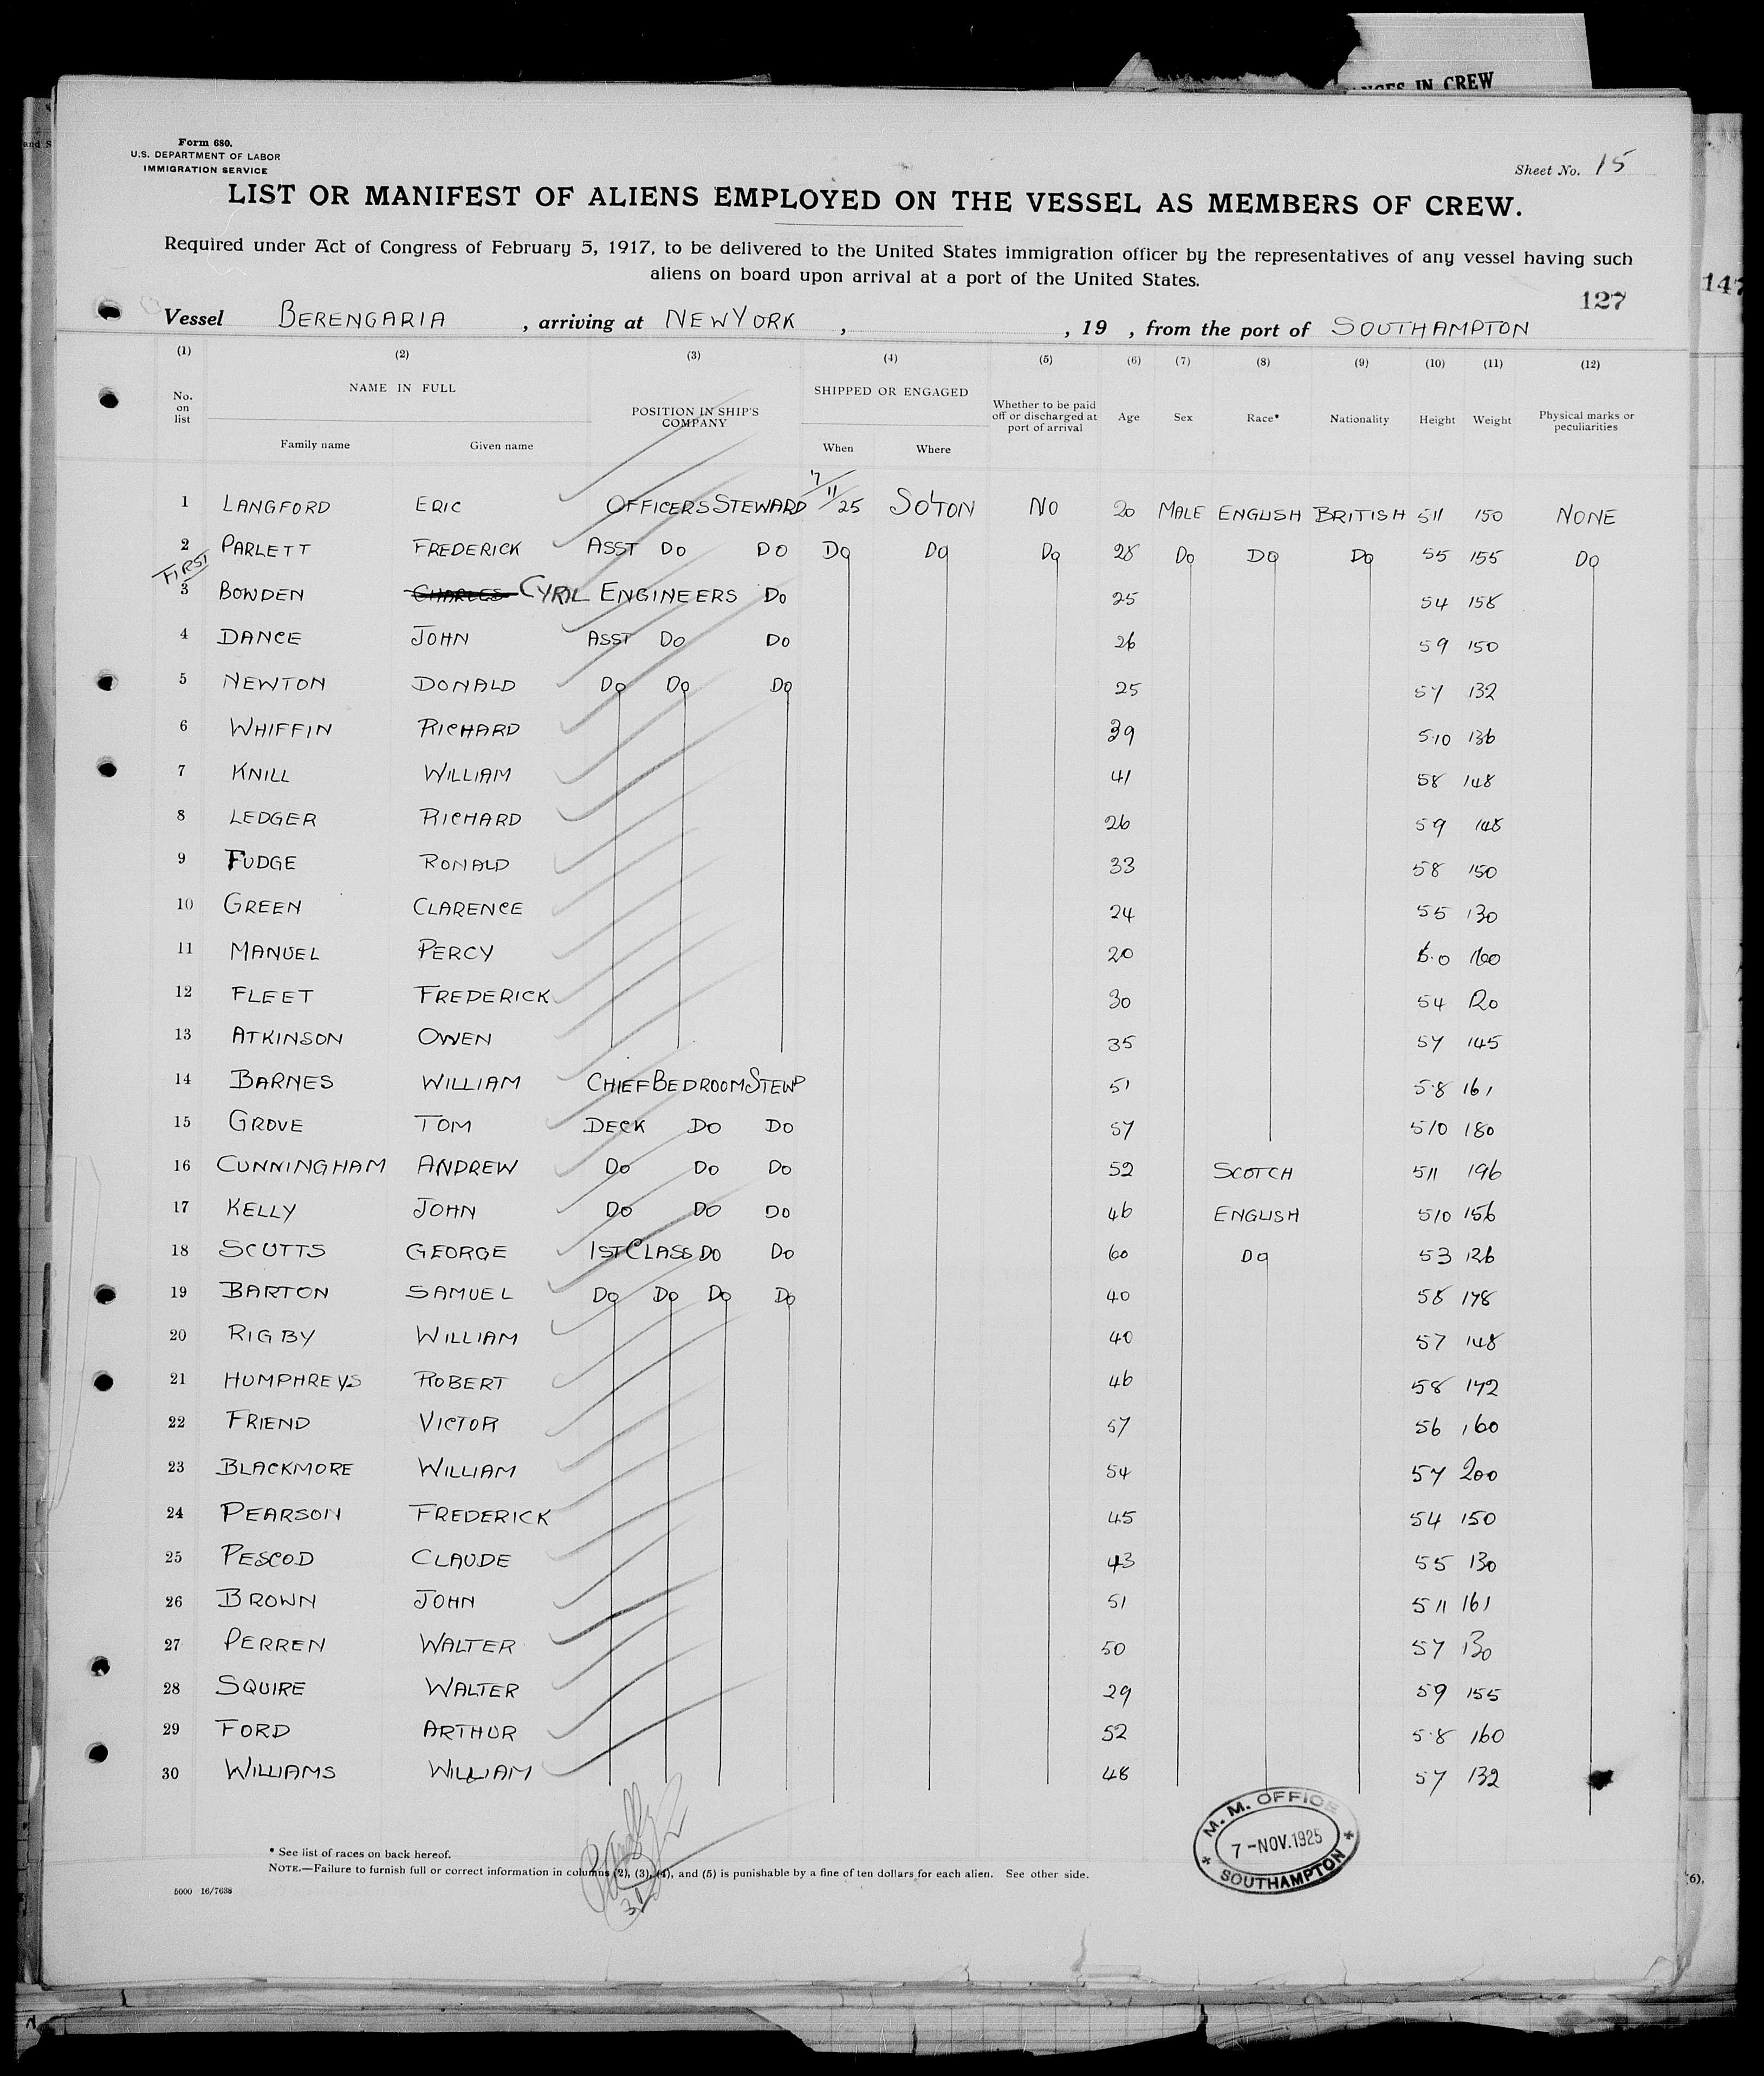 NGES IN CREW
Form 680.
U.S. DEPARTMENT OF LABOR
IMMIGRATION SERVICE
Sheet No. 15
LIST OR MANIFEST OF ALIENS EMPLOYED ON THE VESSEL AS MEMBERS OF CREW.
Required under Act of Congress of February 5, 1917, to be delivered to the United States immigration officer by the representatives of any vessel having such
aliens on board upon arrival at a port of the United States.
127
147
Vessel BERENGARIA , arriving at NEW YORK , , 19 , from the port of SOUTHAMPTON
(1) (2) (3) (4) (5) (6) (7) (8) (9) (10) (11) (12)
No. on list NAME IN FULL POSITION IN SHIP'S COMPANY SHIPPED OR ENGAGED Whether to be paid off or discharged at port of arrival Age Sex Race* Nationality Height Weight Physical marks or peculiarities
Family name Given name When Where
1 LANGFORD ERIC OFFICERS STEWARD 7/11/25 SO'TON NO 20 MALE ENGLISH BRITISH 511 150 NONE
2 PARLETT FREDERICK ASST DO DO DO DO DO 28 DO DO DO 55 155 DO
FIRST
3 BOWDEN CHARLES CYRIL ENGINEERS DO 25 54 158
4 DANCE JOHN ASST DO DO 26 59 150
5 NEWTON DONALD DO DO DO 25 57 132
6 WHIFFIN RICHARD 39 5.10 136
7 KNILL WILLIAM 41 58 148
8 LEDGER RICHARD 26 59 148
9 FUDGE RONALD 33 58 150
10 GREEN CLARENCE 24 55 130
11 MANUEL PERCY 20 6.0 160
12 FLEET FREDERICK 30 54 120
13 ATKINSON OWEN 35 57 145
14 BARNES WILLIAM CHIEF BEDROOM STEWD 51 5.8 161
15 GROVE TOM DECK DO DO 57 510 180
16 CUNNINGHAM ANDREW DO DO DO 52 SCOTCH 511 196
17 KELLY JOHN DO DO DO 46 ENGLISH 510 156
18 SCUTTS GEORGE 1ST CLASS DO DO 60 DO 53 126
19 BARTON SAMUEL DO DO DO DO 40 58 178
20 RIGBY WILLIAM 40 57 148
21 HUMPHREYS ROBERT 46 58 172
22 FRIEND VICTOR 57 56 160
23 BLACKMORE WILLIAM 54 57 200
24 PEARSON FREDERICK 45 54 150
25 PESCOD CLAUDE 43 55 130
26 BROWN JOHN 51 511 161
27 PERREN WALTER 50 57 130
28 SQUIRE WALTER 29 59 155
29 FORD ARTHUR 52 5.8 160
30 WILLIAMS WILLIAM 48 57 132
M. M. OFFICE
7-NOV.1925
SOUTHAMPTON
* See list of races on back hereof.
NOTE.—Failure to furnish full or correct information in columns (2), (3), (4), and (5) is punishable by a fine of ten dollars for each alien. See other side.
5000 16/7638